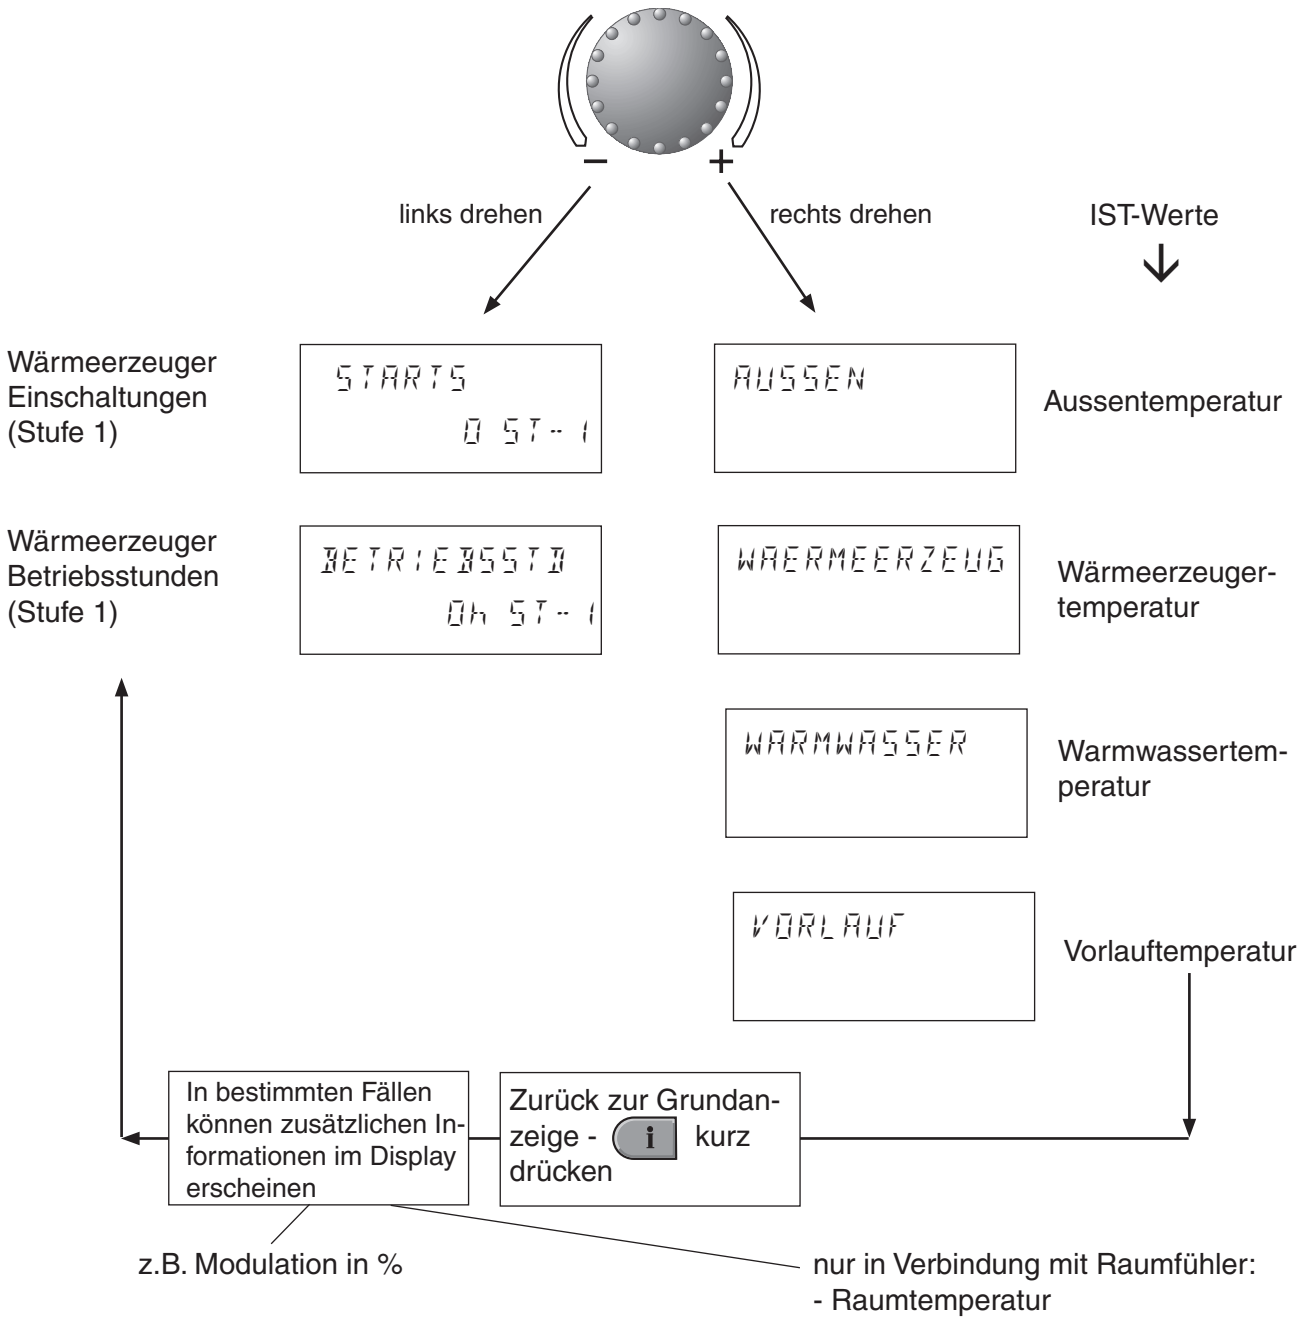 − +
links drehen
rechts drehen
IST-Werte
Wärmeerzeuger
Einschaltungen
(Stufe 1)
STARTS
0 ST-1
AUSSEN
Aussentemperatur
Wärmeerzeuger
Betriebsstunden
(Stufe 1)
BETRIEBSSTD
0h ST-1
WAERMEERZEUG
Wärmeerzeuger-
temperatur
WARMWASSER
Warmwassertem-
peratur
VORLAUF
Vorlauftemperatur
In bestimmten Fällen
können zusätzlichen In-
formationen im Display
erscheinen
Zurück zur Grundan-
zeige - i kurz
drücken
z.B. Modulation in %
nur in Verbindung mit Raumfühler:
- Raumtemperatur